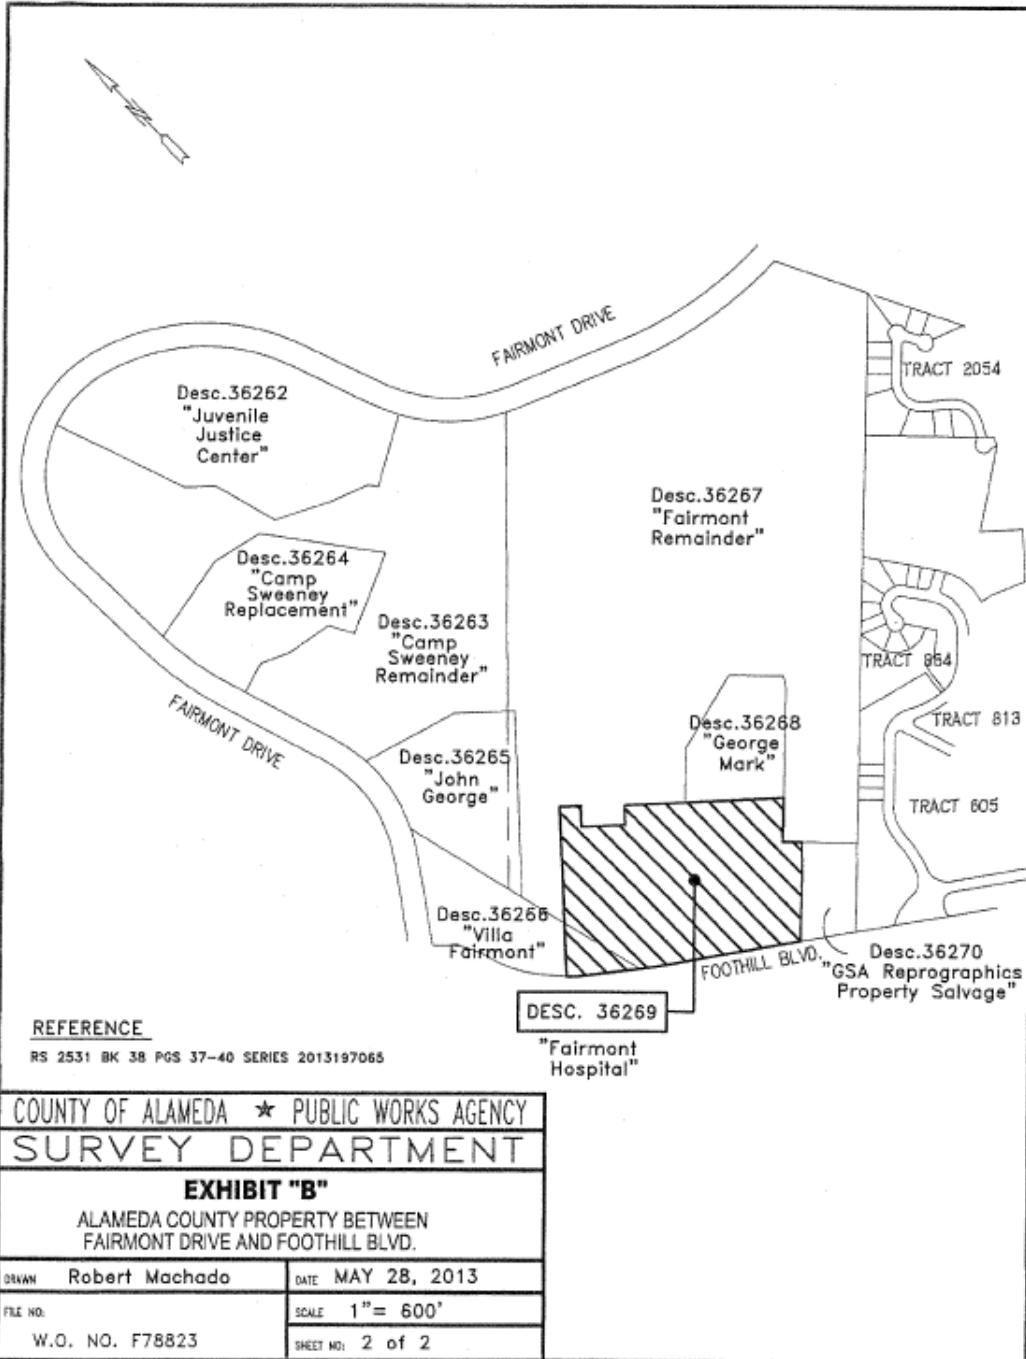 N
FAIRMONT DRIVE
Desc.36262
"Juvenile
Justice
Center"
TRACT 2054
Desc.36267
"Fairmont
Remainder"
Desc.36264
"Camp
Sweeney
Replacement"
Desc.36263
"Camp
Sweeney
Remainder"
TRACT 864
FAIRMONT DRIVE
Desc.36268
"George
Mark"
TRACT 813
Desc.36265
"John
George"
TRACT 605
Desc.36266
"Villa
Fairmont"
FOOTHILL BLVD.
Desc.36270
"GSA Reprographics
Property Salvage"
DESC. 36269
"Fairmont
Hospital"
REFERENCE
RS 2531 BK 38 PGS 37-40 SERIES 2013197065
COUNTY OF ALAMEDA ★ PUBLIC WORKS AGENCY
SURVEY DEPARTMENT
EXHIBIT "B"
ALAMEDA COUNTY PROPERTY BETWEEN
FAIRMONT DRIVE AND FOOTHILL BLVD.
DRAWN Robert Machado
DATE MAY 28, 2013
FILE NO:
W.O. NO. F78823
SCALE 1"= 600'
SHEET NO: 2 of 2